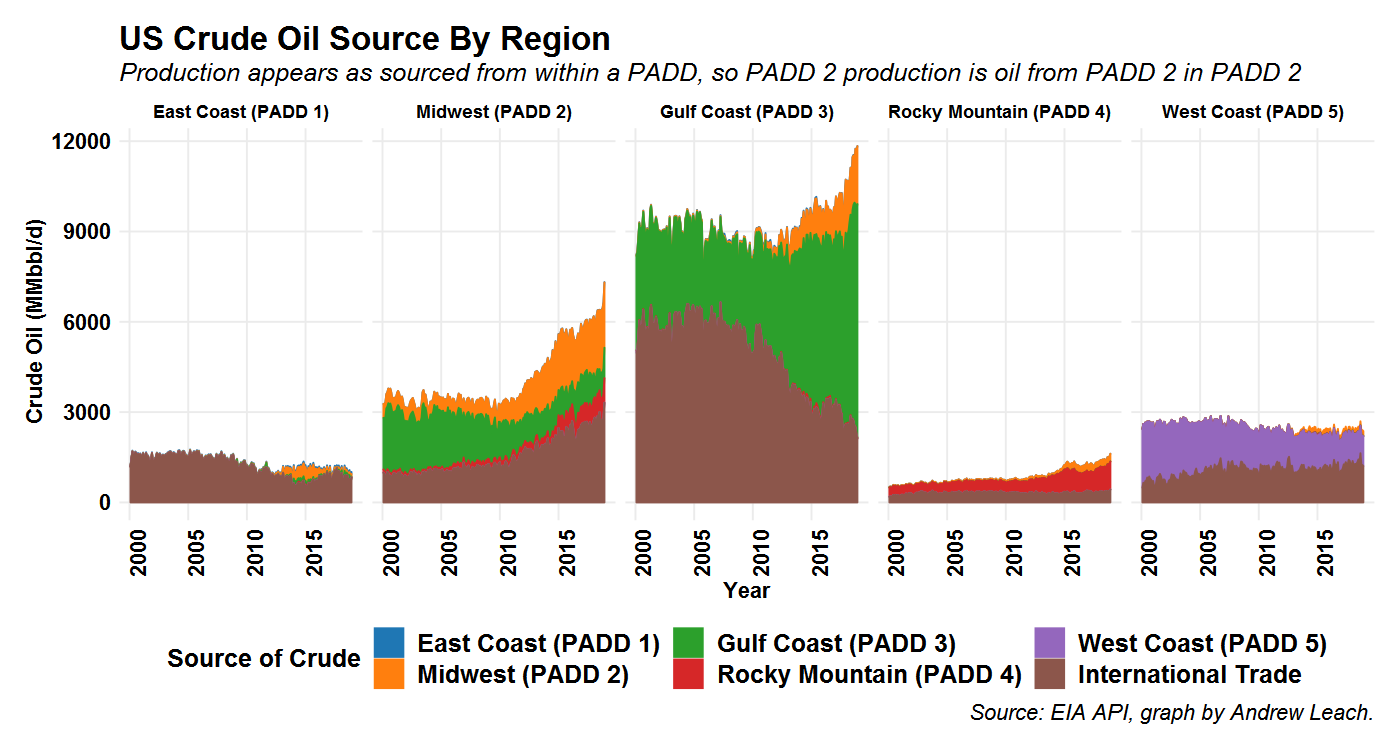 US Crude Oil Source By Region
Production appears as sourced from within a PADD, so PADD 2 production is oil from PADD 2 in PADD 2
East Coast (PADD 1) Midwest (PADD 2) Gulf Coast (PADD 3) Rocky Mountain (PADD 4) West Coast (PADD 5)
Crude Oil (MMbbl/d)
12000
9000
6000
3000
0
2000 2005 2010 2015 2000 2005 2010 2015 2000 2005 2010 2015 2000 2005 2010 2015 2000 2005 2010 2015
Year
Source of Crude
East Coast (PADD 1) Gulf Coast (PADD 3) West Coast (PADD 5)
Midwest (PADD 2) Rocky Mountain (PADD 4) International Trade
Source: EIA API, graph by Andrew Leach.